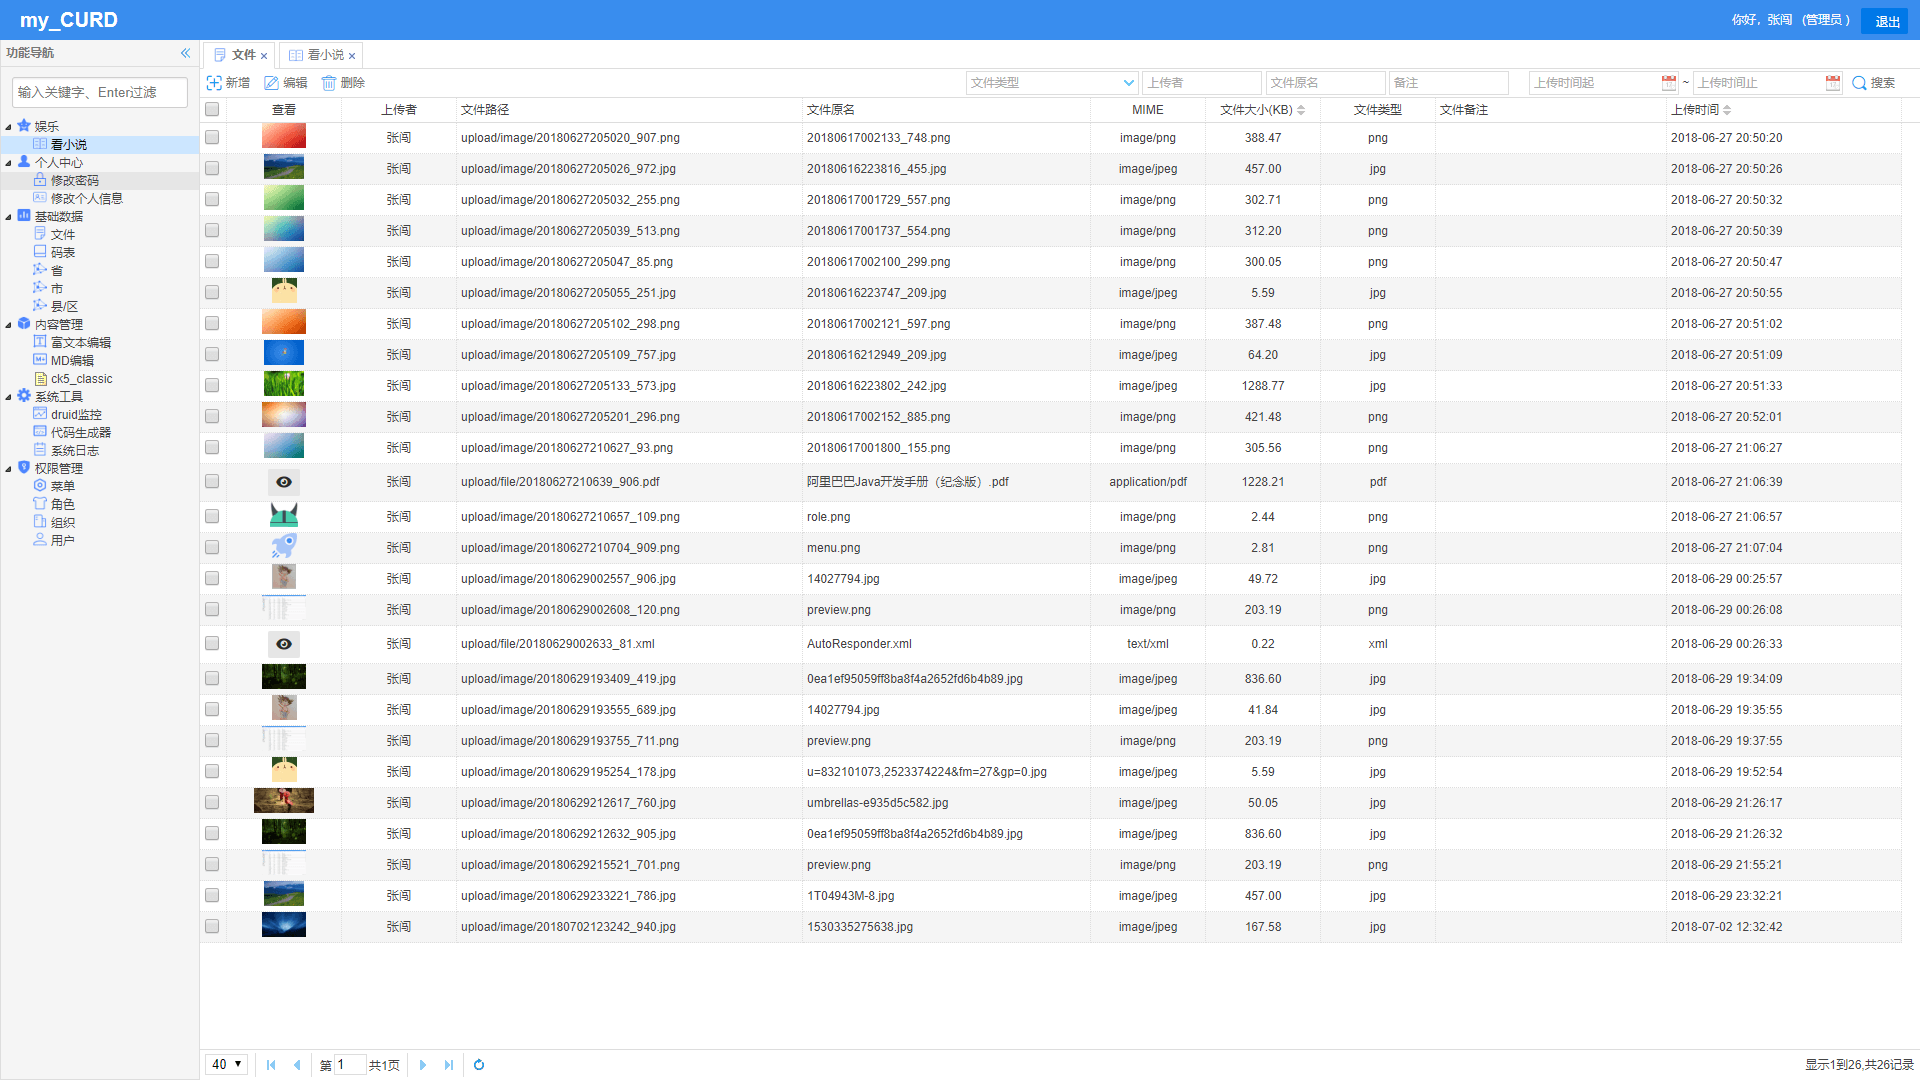 my_CURD
你好，张闯 （管理员） 退出
功能导航
文件 看小说
新增 编辑 删除 文件类型 上传者 文件原名 备注 上传时间起 ~ 上传时间止 搜索
输入关键字、Enter过滤
娱乐
看小说
个人中心
修改密码
修改个人信息
基础数据
文件
码表
省
市
县/区
内容管理
富文本编辑
MD编辑
ck5_classic
系统工具
druid监控
代码生成器
系统日志
权限管理
菜单
角色
组织
用户
查看 上传者 文件路径 文件原名 MIME 文件大小(KB) 文件类型 文件备注 上传时间
张闯 upload/image/20180627205020_907.png 20180617002133_748.png image/png 388.47 png 2018-06-27 20:50:20
张闯 upload/image/20180627205026_972.jpg 20180616223816_455.jpg image/jpeg 457.00 jpg 2018-06-27 20:50:26
张闯 upload/image/20180627205032_255.png 20180617001729_557.png image/png 302.71 png 2018-06-27 20:50:32
张闯 upload/image/20180627205039_513.png 20180617001737_554.png image/png 312.20 png 2018-06-27 20:50:39
张闯 upload/image/20180627205047_85.png 20180617002100_299.png image/png 300.05 png 2018-06-27 20:50:47
张闯 upload/image/20180627205055_251.jpg 20180616223747_209.jpg image/jpeg 5.59 jpg 2018-06-27 20:50:55
张闯 upload/image/20180627205102_298.png 20180617002121_597.png image/png 387.48 png 2018-06-27 20:51:02
张闯 upload/image/20180627205109_757.jpg 20180616212949_209.jpg image/jpeg 64.20 jpg 2018-06-27 20:51:09
张闯 upload/image/20180627205133_573.jpg 20180616223802_242.jpg image/jpeg 1288.77 jpg 2018-06-27 20:51:33
张闯 upload/image/20180627205201_296.png 20180617002152_885.png image/png 421.48 png 2018-06-27 20:52:01
张闯 upload/image/20180627210627_93.png 20180617001800_155.png image/png 305.56 png 2018-06-27 21:06:27
张闯 upload/file/20180627210639_906.pdf 阿里巴巴Java开发手册（纪念版）.pdf application/pdf 1228.21 pdf 2018-06-27 21:06:39
张闯 upload/image/20180627210657_109.png role.png image/png 2.44 png 2018-06-27 21:06:57
张闯 upload/image/20180627210704_909.png menu.png image/png 2.81 png 2018-06-27 21:07:04
张闯 upload/image/20180629002557_906.jpg 14027794.jpg image/jpeg 49.72 jpg 2018-06-29 00:25:57
张闯 upload/image/20180629002608_120.png preview.png image/png 203.19 png 2018-06-29 00:26:08
张闯 upload/file/20180629002633_81.xml AutoResponder.xml text/xml 0.22 xml 2018-06-29 00:26:33
张闯 upload/image/20180629193409_419.jpg 0ea1ef95059ff8ba8f4a2652fd6b4b89.jpg image/jpeg 836.60 jpg 2018-06-29 19:34:09
张闯 upload/image/20180629193555_689.jpg 14027794.jpg image/jpeg 41.84 jpg 2018-06-29 19:35:55
张闯 upload/image/20180629193755_711.png preview.png image/png 203.19 png 2018-06-29 19:37:55
张闯 upload/image/20180629195254_178.jpg u=832101073,2523374224&fm=27&gp=0.jpg image/jpeg 5.59 jpg 2018-06-29 19:52:54
张闯 upload/image/20180629212617_760.jpg umbrellas-e935d5c582.jpg image/jpeg 50.05 jpg 2018-06-29 21:26:17
张闯 upload/image/20180629212632_905.jpg 0ea1ef95059ff8ba8f4a2652fd6b4b89.jpg image/jpeg 836.60 jpg 2018-06-29 21:26:32
张闯 upload/image/20180629215521_701.png preview.png image/png 203.19 png 2018-06-29 21:55:21
张闯 upload/image/20180629233221_786.jpg 1T04943M-8.jpg image/jpeg 457.00 jpg 2018-06-29 23:32:21
张闯 upload/image/20180702123242_940.jpg 1530335275638.jpg image/jpeg 167.58 jpg 2018-07-02 12:32:42
40 第 1 共1页 显示1到26,共26记录